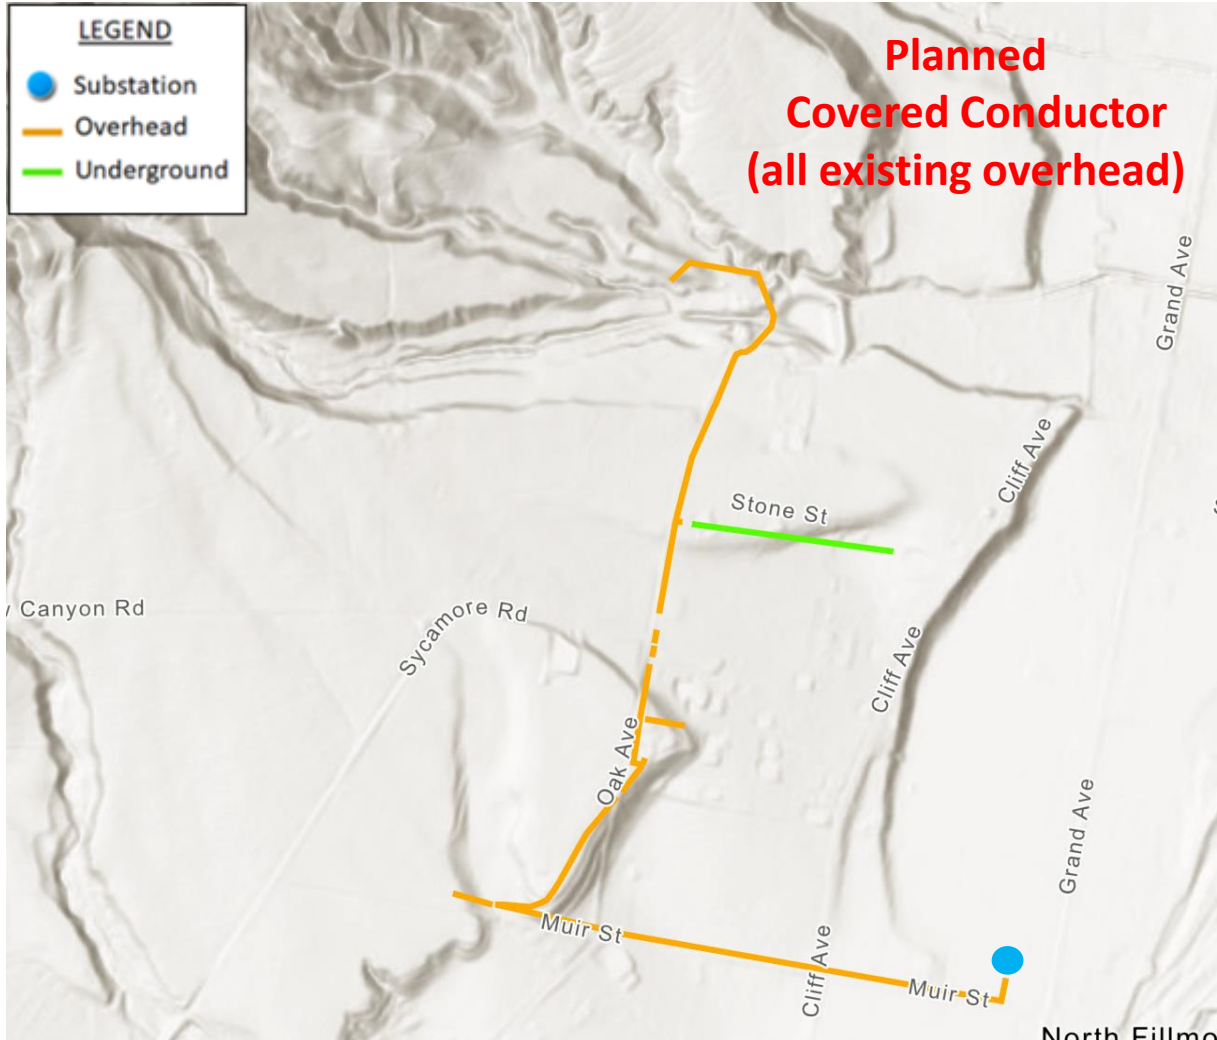 LEGEND
Substation
Overhead
Underground
Planned
Covered Conductor
(all existing overhead)
Grand Ave
Cliff Ave
Stone St
Canyon Rd
Sycamore Rd
Cliff Ave
Oak Ave
Grand Ave
Muir St
Cliff Ave
Muir St
North Fillmo